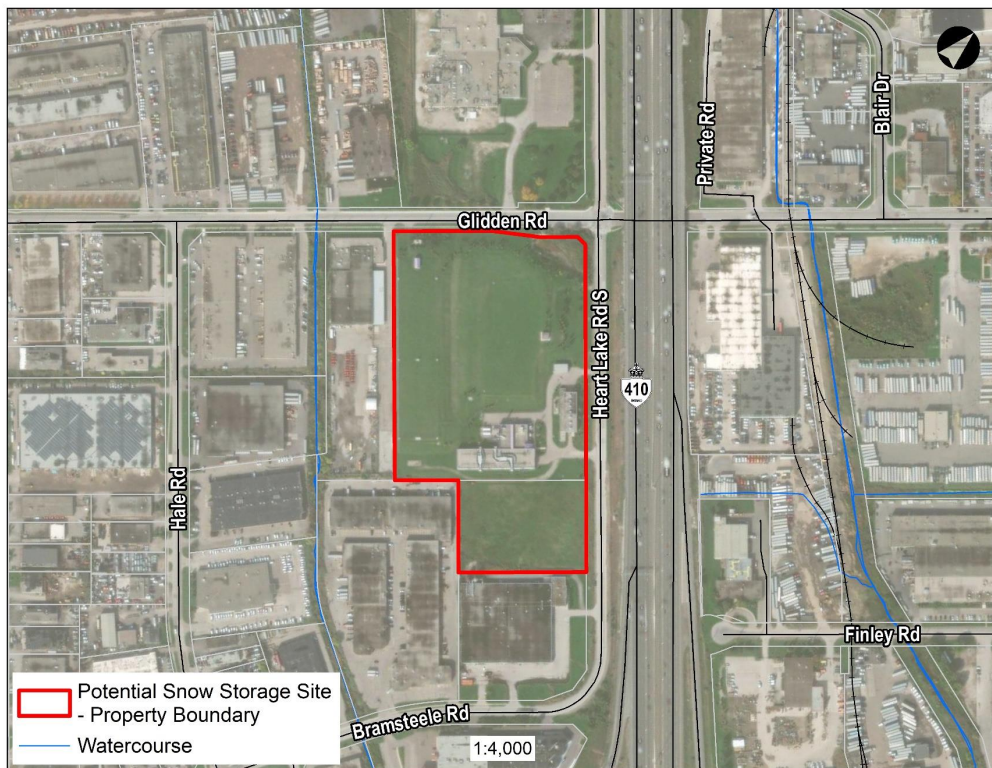 Blair Dr
Private Rd
Glidden Rd
Heart Lake Rd S
410
Hale Rd
Finley Rd
Bramsteele Rd
Potential Snow Storage Site
- Property Boundary
Watercourse
1:4,000